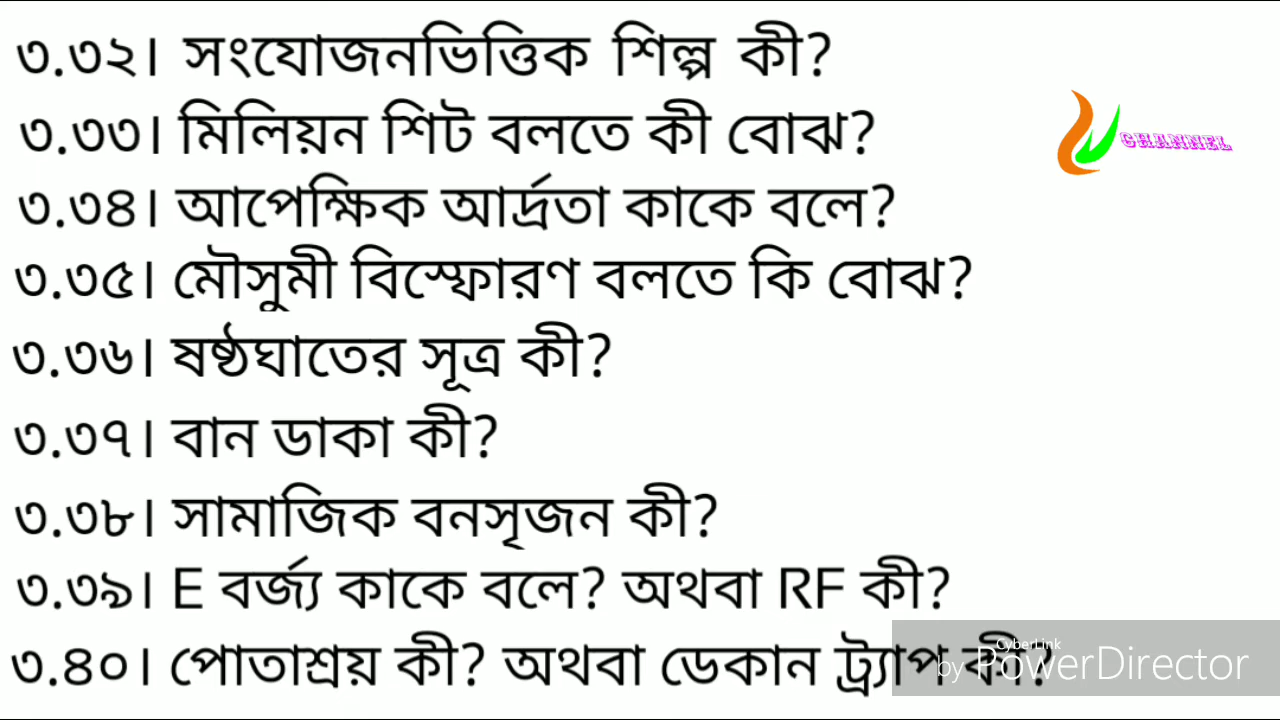 ৩.৩২। সংযোজনভিত্তিক শিল্প কী?
৩.৩৩। মিলিয়ন শিট বলতে কী বোঝ?
CHANNEL
৩.৩৪। আপেক্ষিক আর্দ্রতা কাকে বলে?
৩.৩৫। মৌসুমী বিস্ফোরণ বলতে কি বোঝ?
৩.৩৬। ষষ্ঠঘাতের সূত্র কী?
৩.৩৭। বান ডাকা কী?
৩.৩৮। সামাজিক বনসৃজন কী?
৩.৩৯। E বর্জ্য কাকে বলে? অথবা RF কী?
৩.৪০। পোতাশ্রয় কী? অথবা ডেকান ট্র্যাপ কী?
CyberLink
by PowerDirector